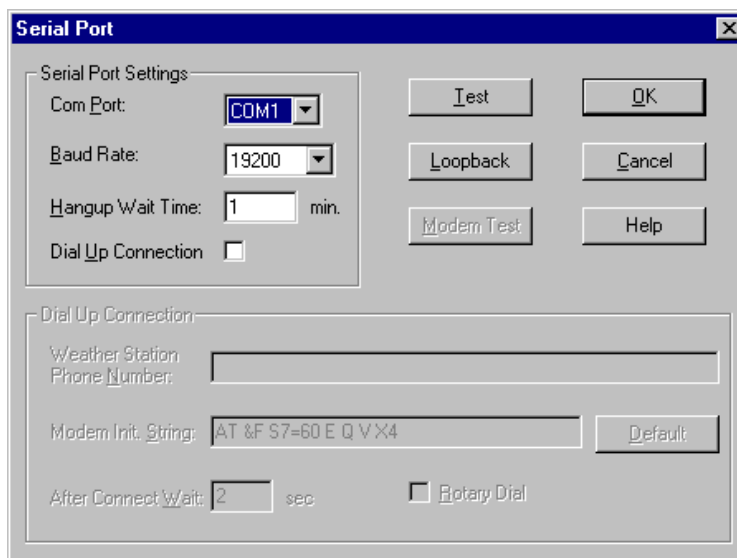 Serial Port
Serial Port Settings
Com Port: COM1
Baud Rate: 19200
Hangup Wait Time: 1 min.
Dial Up Connection
Test OK
Loopback Cancel
Modem Test Help
Dial Up Connection
Weather Station
Phone Number:
Modem Init. String: AT &F S7=60 E Q V X4 Default
After Connect Wait: 2 sec Rotary Dial